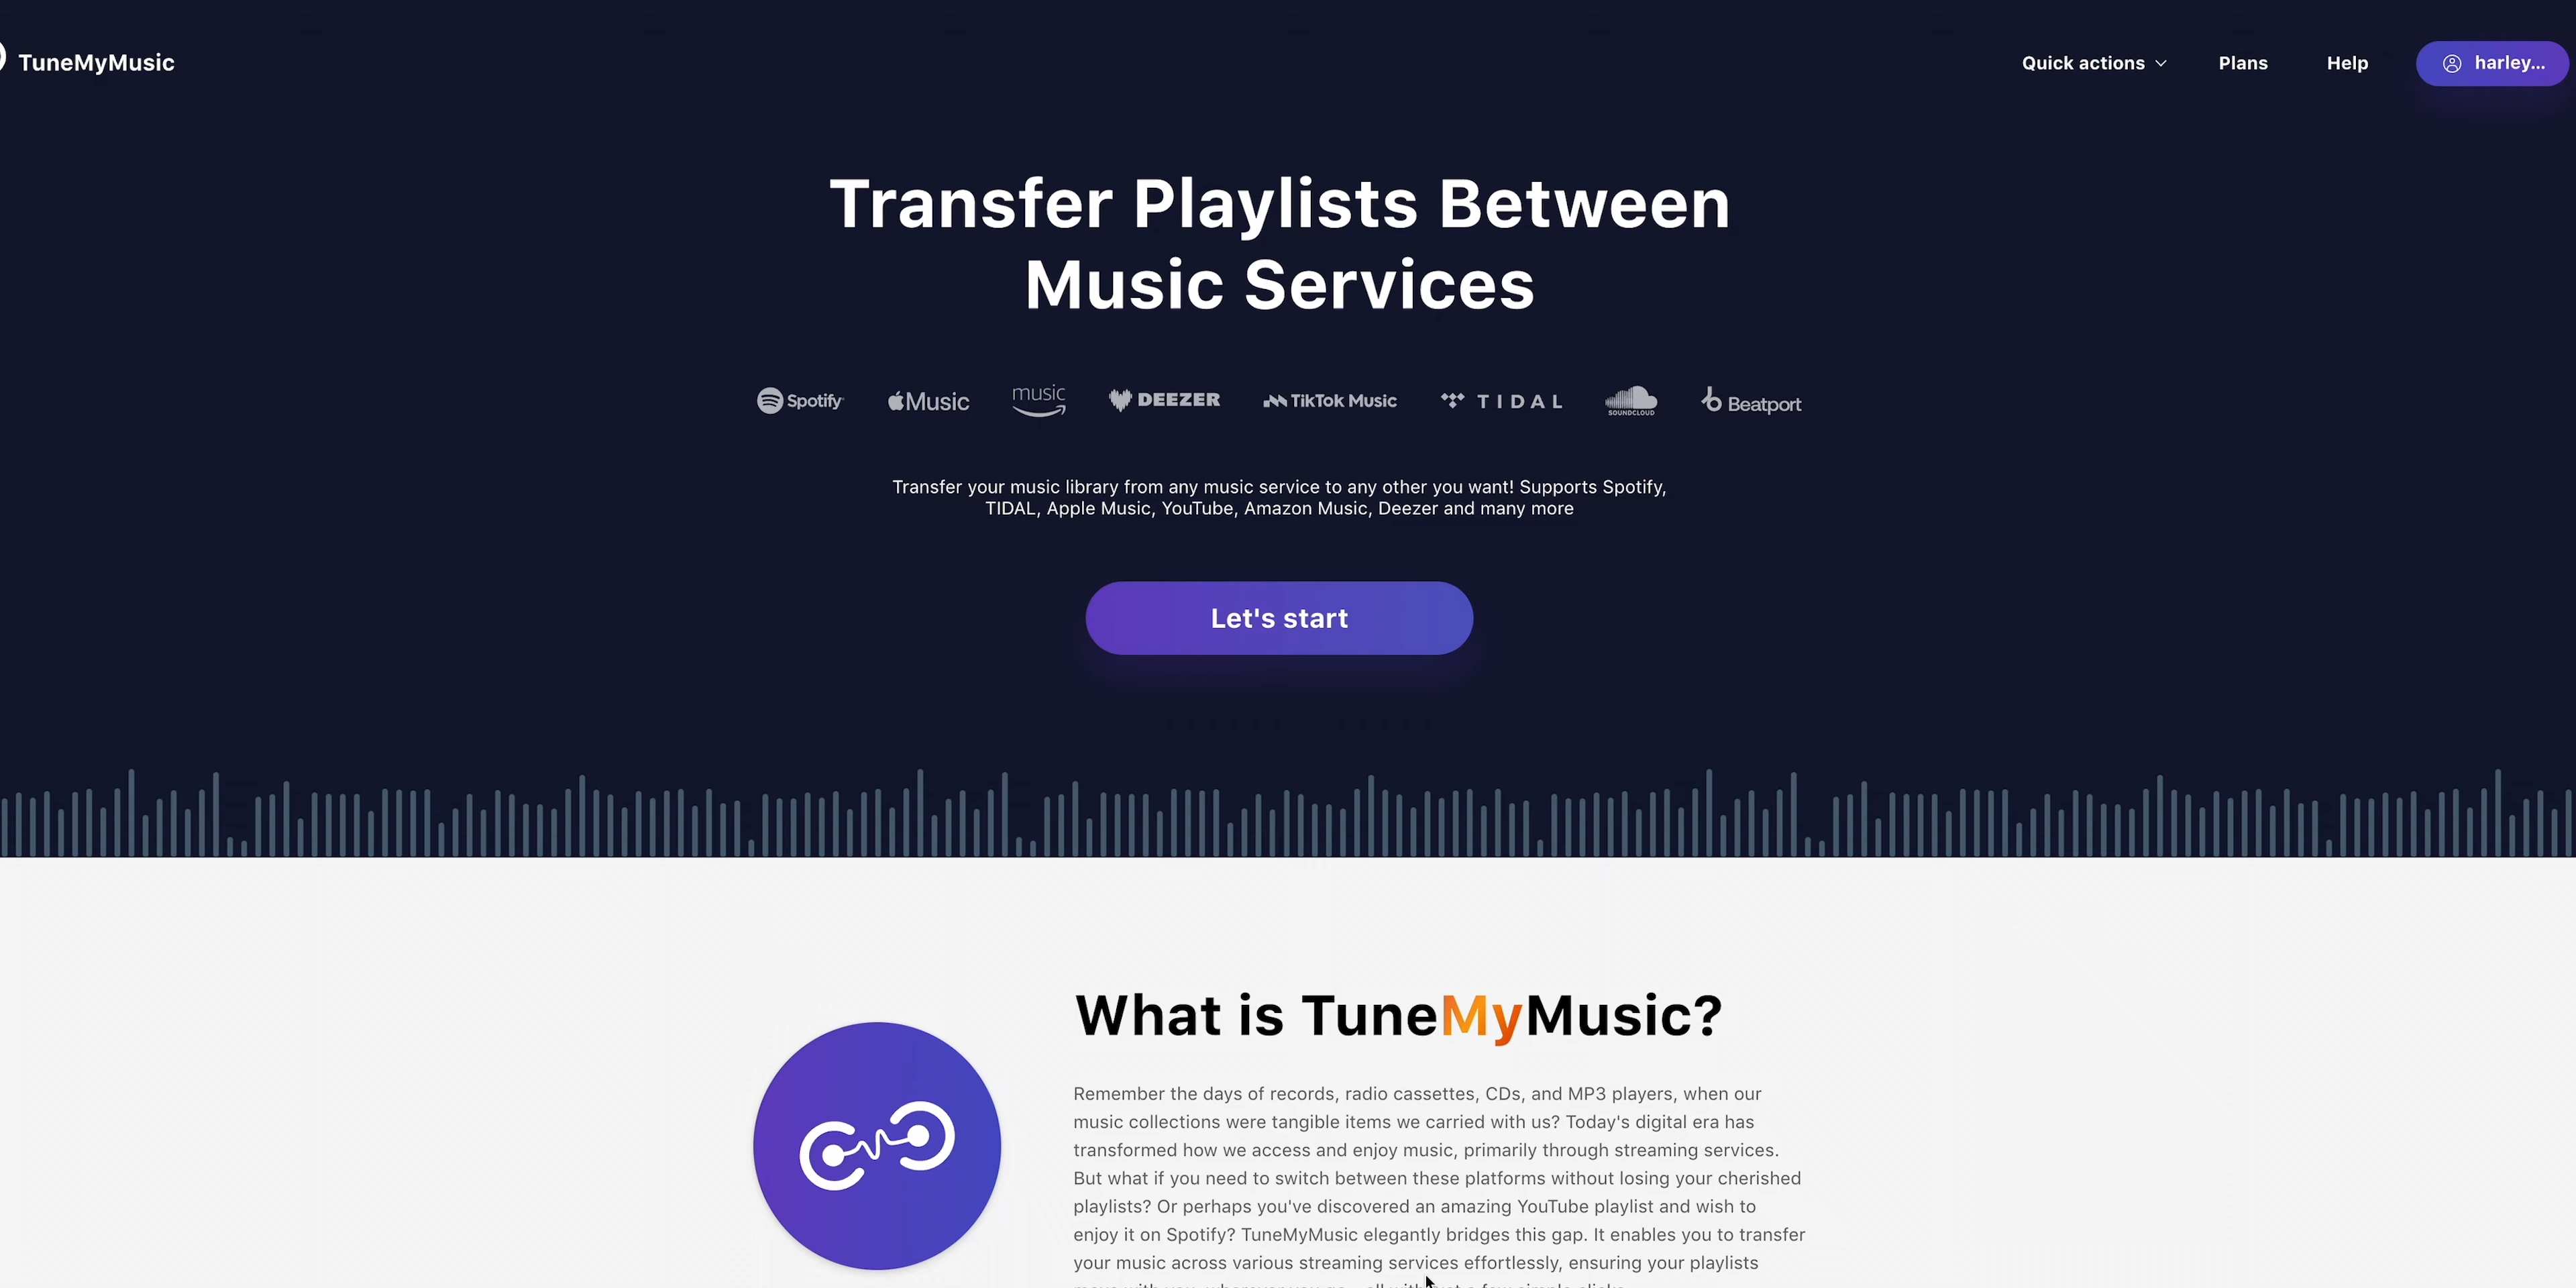 TuneMyMusic
Quick actions
Plans
Help
harley...
Transfer Playlists Between
Music Services
Spotify
Music
music
DEEZER
TikTok Music
TIDAL
SOUNDCLOUD
Beatport
Transfer your music library from any music service to any other you want! Supports Spotify,
TIDAL, Apple Music, YouTube, Amazon Music, Deezer and many more
Let's start
What is TuneMyMusic?
Remember the days of records, radio cassettes, CDs, and MP3 players, when our
music collections were tangible items we carried with us? Today's digital era has
transformed how we access and enjoy music, primarily through streaming services.
But what if you need to switch between these platforms without losing your cherished
playlists? Or perhaps you've discovered an amazing YouTube playlist and wish to
enjoy it on Spotify? TuneMyMusic elegantly bridges this gap. It enables you to transfer
your music across various streaming services effortlessly, ensuring your playlists